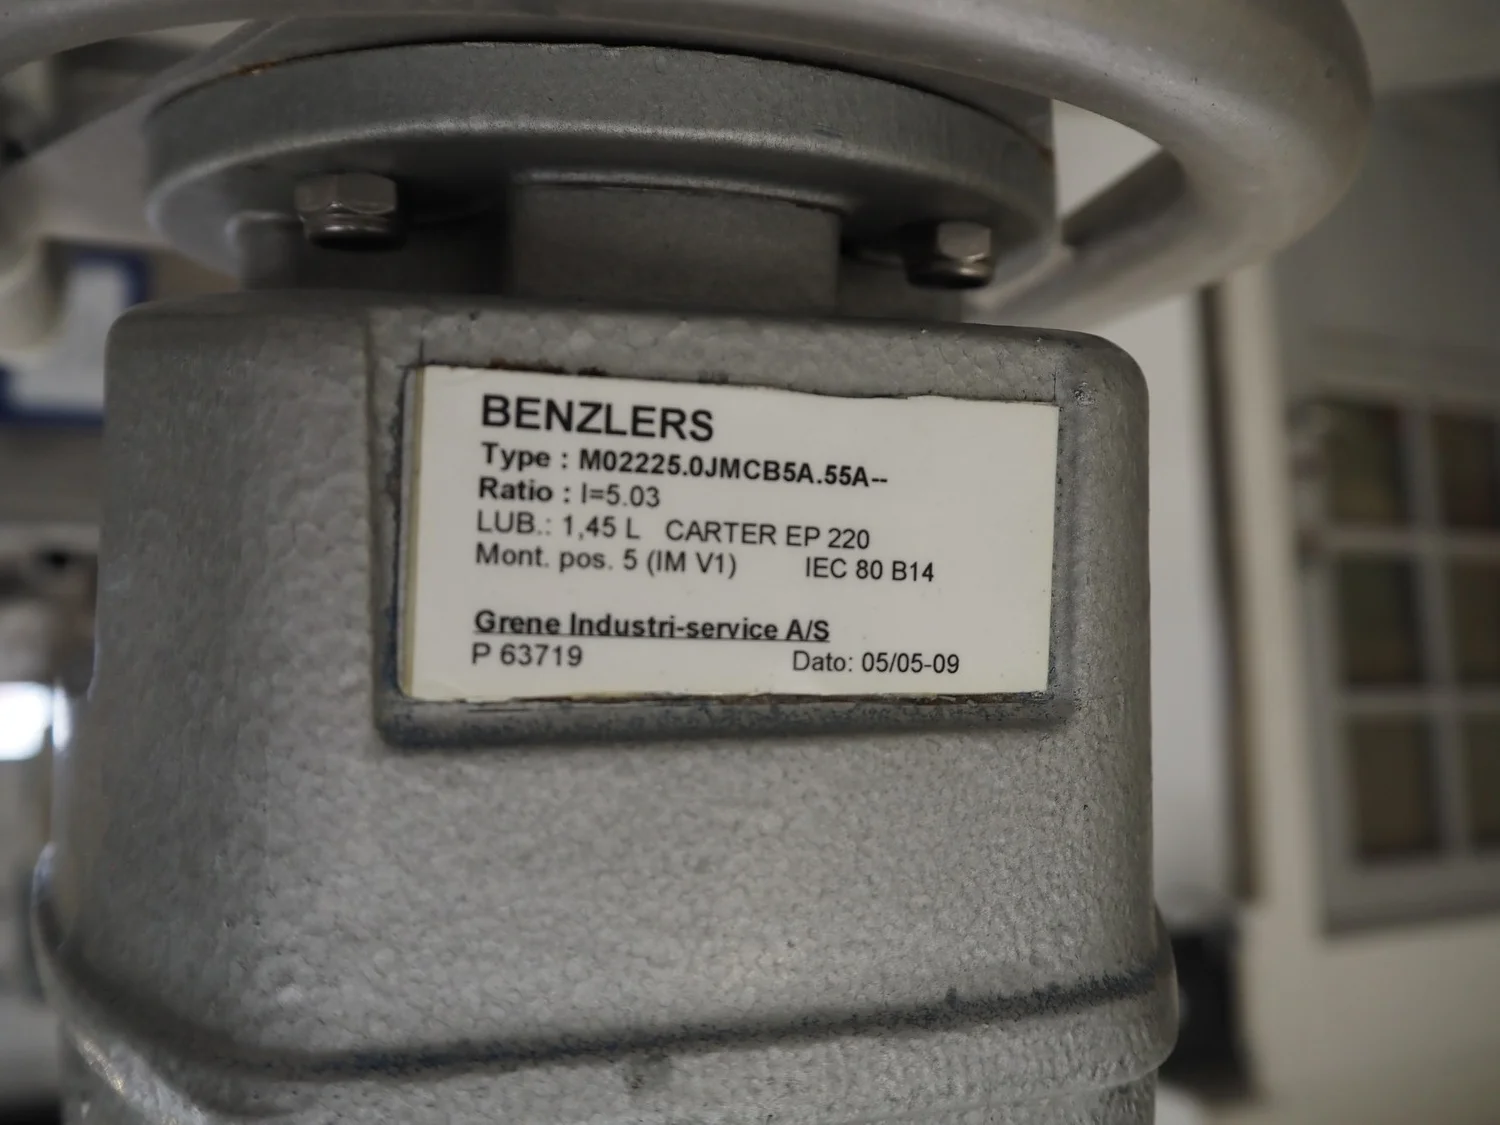 BENZLERS
Type : M02225.0JMCB5A.55A--
Ratio : I=5.03
LUB.: 1,45 L CARTER EP 220
Mont. pos. 5 (IM V1) IEC 80 B14
Grene Industri-service A/S
P 63719 Dato: 05/05-09